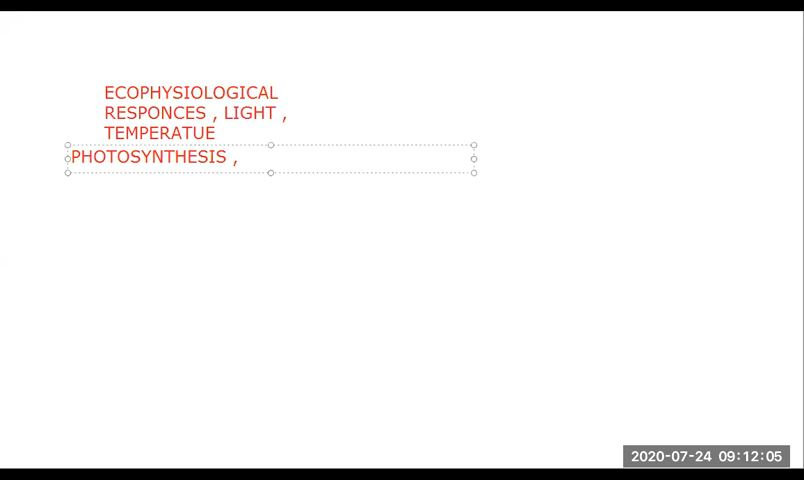 ECOPHYSIOLOGICAL
RESPONCES , LIGHT ,
TEMPERATUE
PHOTOSYNTHESIS ,
2020-07-24 09:12:05